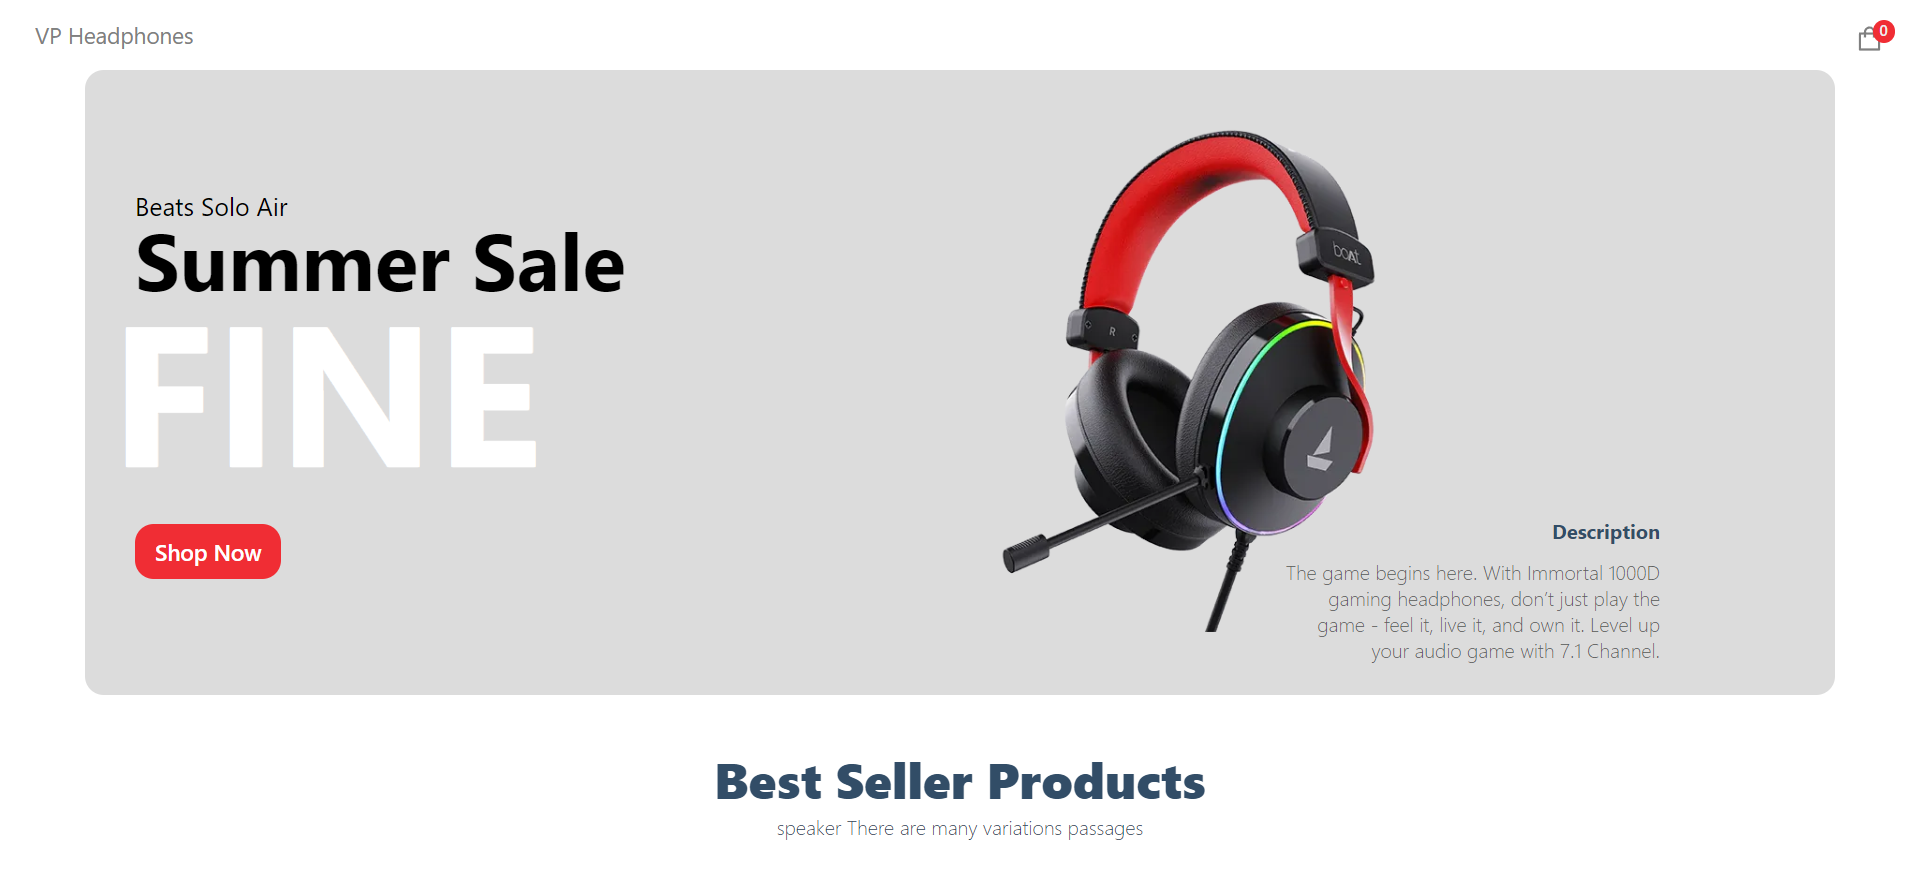 VP Headphones
0
Beats Solo Air
Summer Sale
FINE
Shop Now
boAt
R
Description
The game begins here. With Immortal 1000D
gaming headphones, don’t just play the
game - feel it, live it, and own it. Level up
your audio game with 7.1 Channel.
Best Seller Products
speaker There are many variations passages